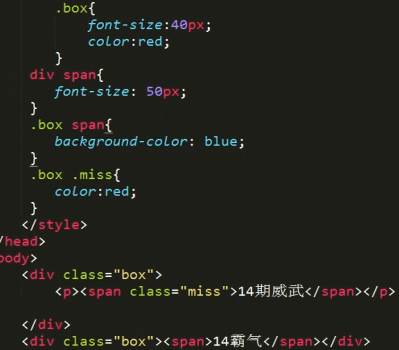 .box{
font-size:40px;
color:red;
}
div span{
font-size: 50px;
}
.box span{
background-color: blue;
}
.box .miss{
color:red;
}
</style>
/head>
body>
<div class="box">
<p><span class="miss">14期威武</span></p>
</div>
<div class="box"><span>14霸气</span></div>